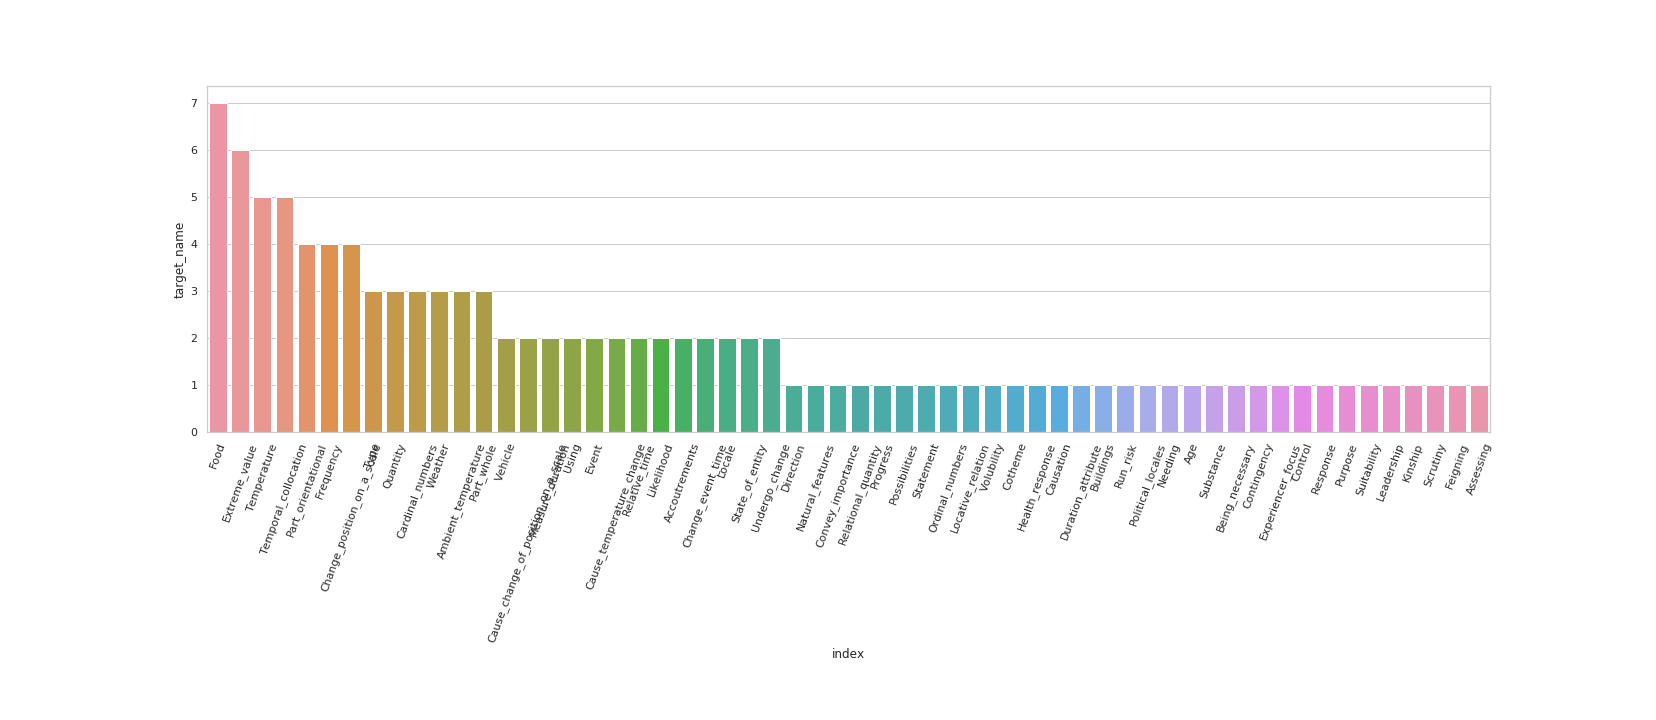 target_name
7
6
5
4
3
2
1
0
Food
Extreme_value
Temperature
Temporal_collocation
Part_orientational
Frequency
Change_position_on_a_scale
Type
Quantity
Cardinal_numbers
Weather
Ambient_temperature
Part_whole
Vehicle
Cause_change_of_position_on_a_scale
Measure_duration
Using
Event
Cause_temperature_change
Relative_time
Likelihood
Accoutrements
Change_event_time
Locale
State_of_entity
Undergo_change
Direction
Natural_features
Convey_importance
Relational_quantity
Progress
Possibilities
Statement
Ordinal_numbers
Locative_relation
Volubility
Cotheme
Health_response
Causation
Duration_attribute
Buildings
Run_risk
Political_locales
Needing
Age
Substance
Being_necessary
Contingency
Experiencer_focus
Control
Response
Purpose
Suitability
Leadership
Kinship
Scrutiny
Feigning
Assessing
index